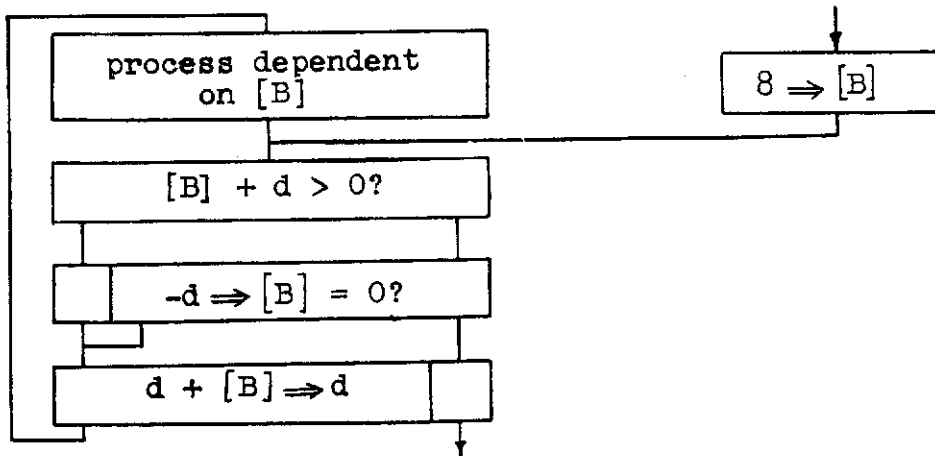 process dependent
on [B]
8 ⇒ [B]
[B] + d > 0?
-d ⇒ [B] = 0?
d + [B] ⇒ d